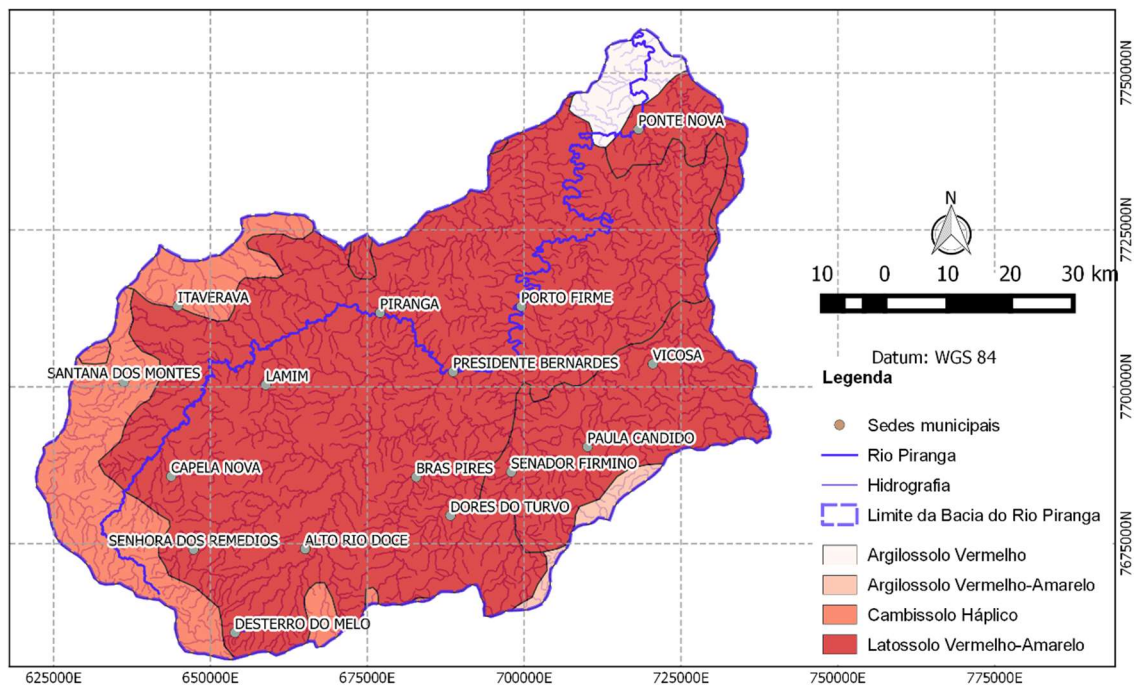 7750000N
PONTE NOVA
N
7725000N
10 0 10 20 30 km
ITAVERAVA
PIRANGA
PORTO FIRME
Datum: WGS 84
PRESIDENTE BERNARDES
VICOSA
SANTANA DOS MONTES
LAMIM
Legenda
7700000N
Sedes municipais
PAULA CANDIDO
Rio Piranga
CAPELA NOVA
BRAS PIRES
SENADOR FIRMINO
Hidrografia
DORES DO TURVO
Limite da Bacia do Rio Piranga
SENHORA DOS REMEDIOS
ALTO RIO DOCE
7675000N
Argilossolo Vermelho
Argilossolo Vermelho-Amarelo
Cambissolo Háplico
DESTERRO DO MELO
Latossolo Vermelho-Amarelo
625000E 650000E 675000E 700000E 725000E 750000E 775000E